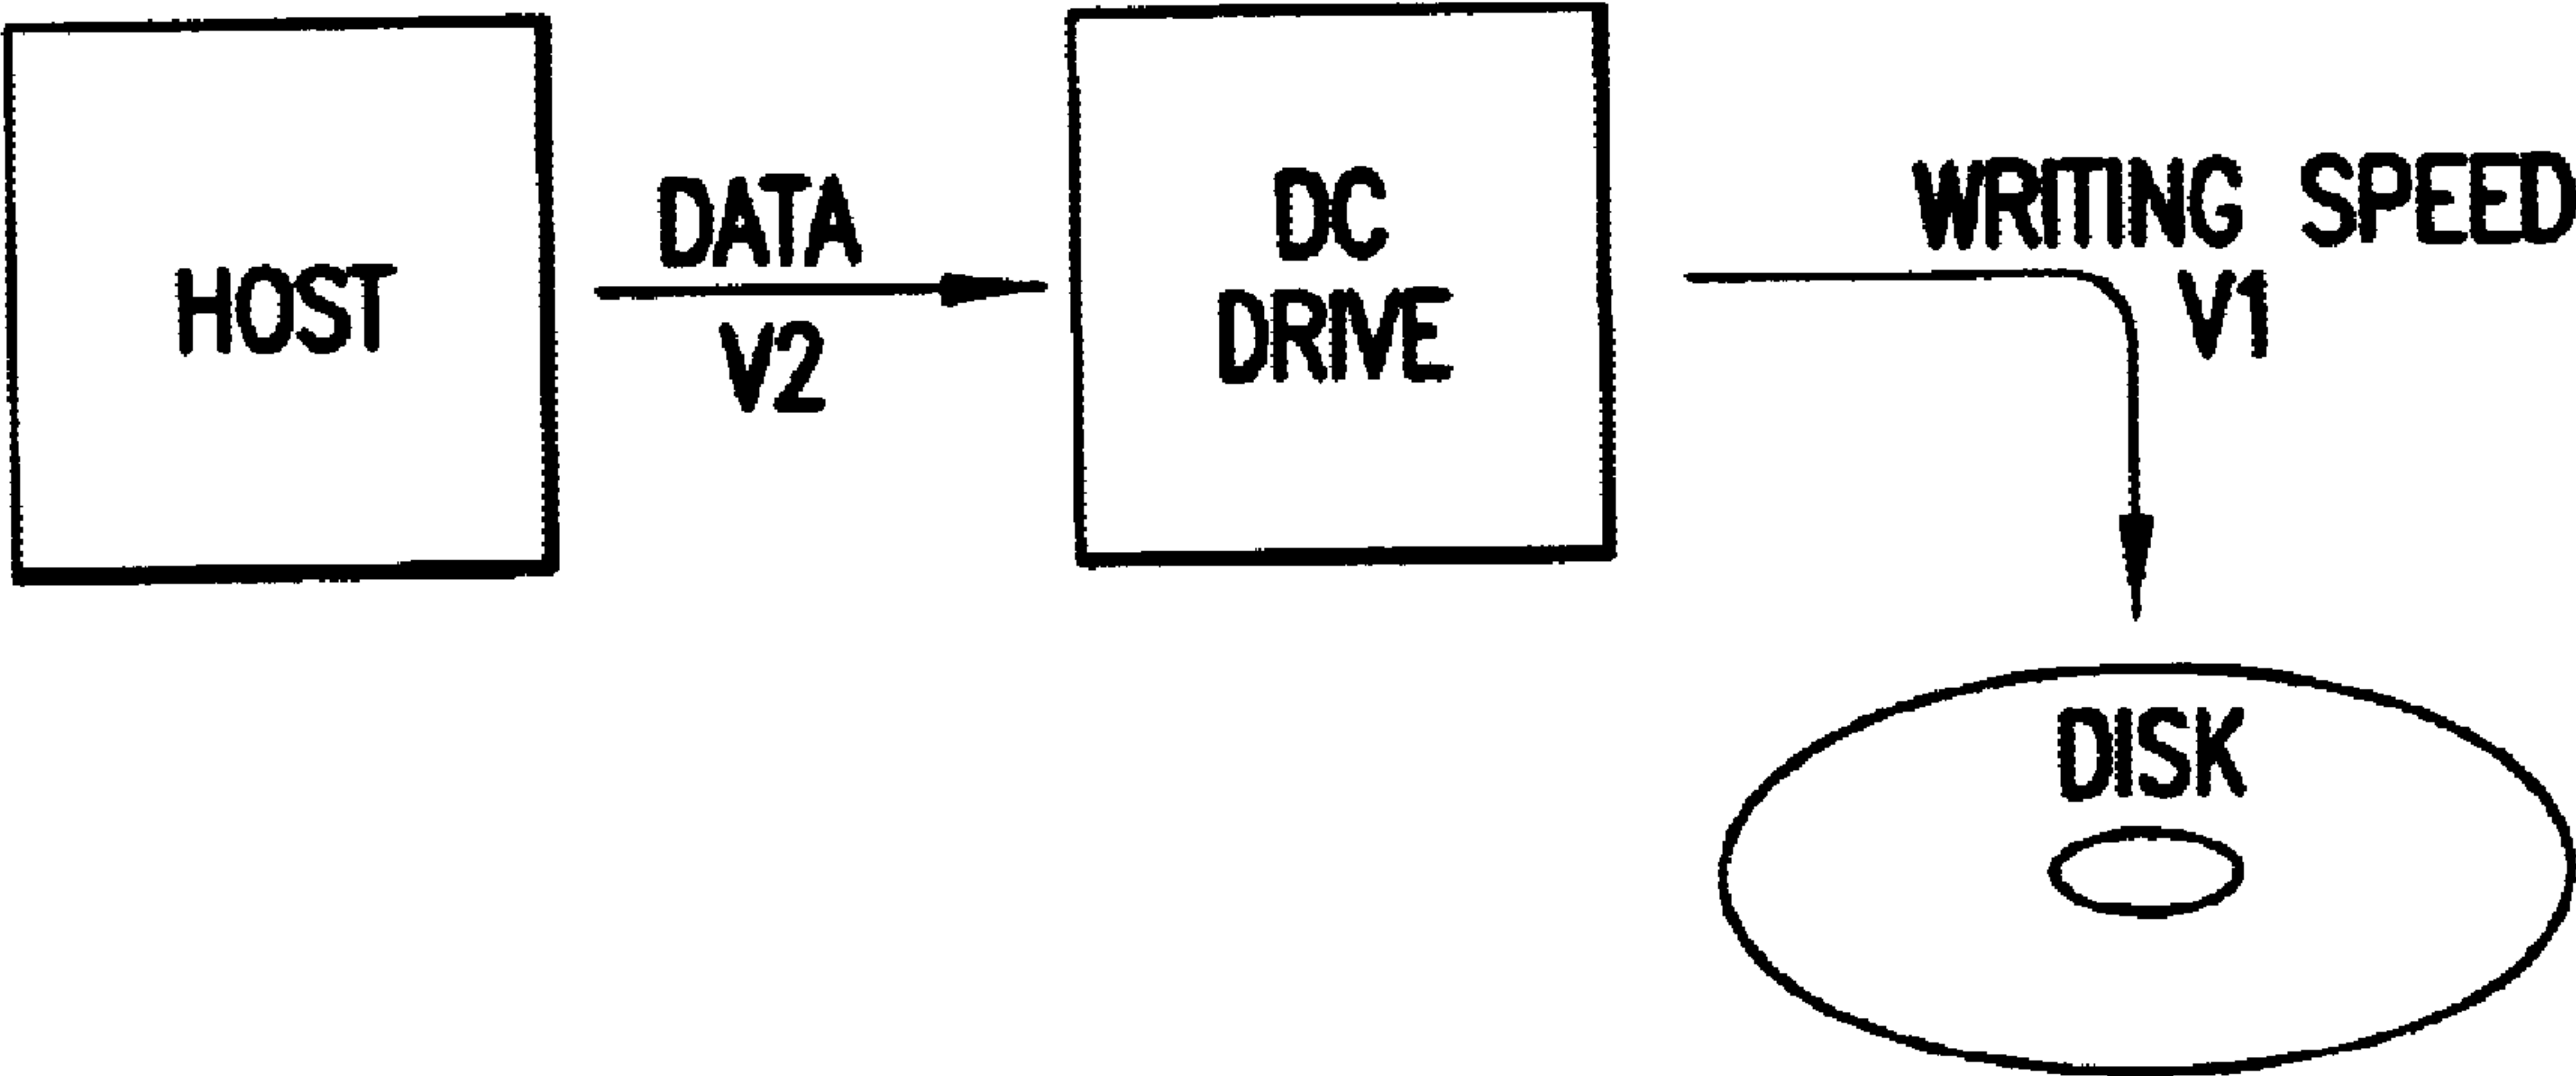 HOST
DATA
V2
DC
DRIVE
WRITING SPEED
V1
DISK